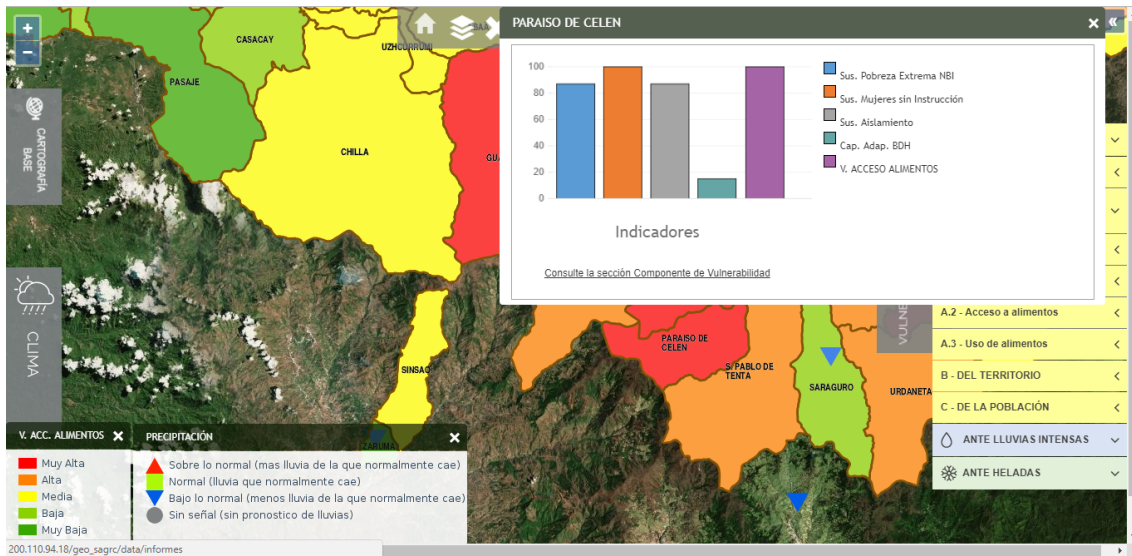 PARAISO DE CELEN
100
80
60
40
20
0
Sus. Pobreza Extrema NBI
Sus. Mujeres sin Instrucción
Sus. Aislamiento
Cap. Adap. BDH
V. ACCESO ALIMENTOS
Indicadores
Consulte la sección Componente de Vulnerabilidad
+
-
CARTOGRAFÍA
BASE
CLIMA
CASACAY
UZHCURRUMI
PASAJE
CHILLA
SINSAO
ZARUMA
PARAISO DE
CELEN
S. PABLO DE
TENTA
SARAGURO
URDANETA
VULNE
A.2 - Acceso a alimentos
A.3 - Uso de alimentos
B - DEL TERRITORIO
C - DE LA POBLACIÓN
ANTE LLUVIAS INTENSAS
ANTE HELADAS
V. ACC. ALIMENTOS
Muy Alta
Alta
Media
Baja
Muy Baja
PRECIPITACIÓN
Sobre lo normal (mas lluvia de la que normalmente cae)
Normal (lluvia que normalmente cae)
Bajo lo normal (menos lluvia de la que normalmente cae)
Sin señal (sin pronostico de lluvias)
200.110.94.18/geo_sagrc/data/informes